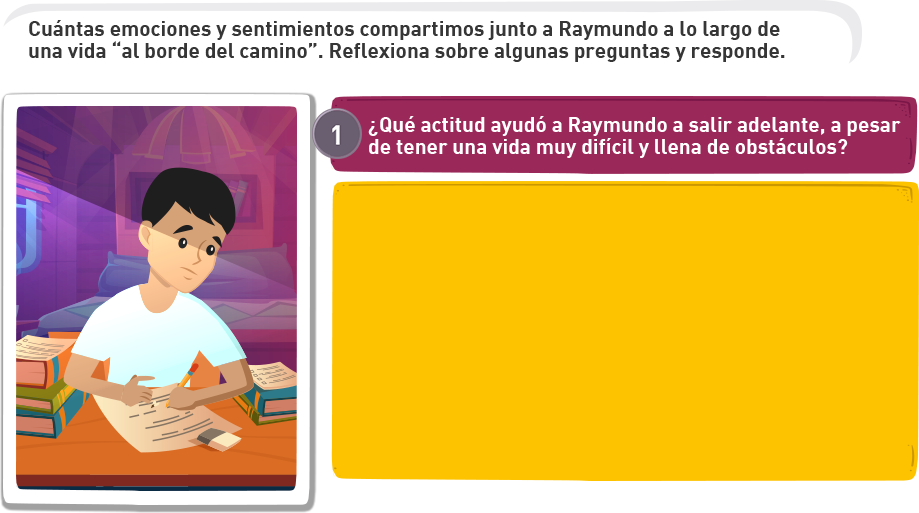 Cuántas emociones y sentimientos compartimos junto a Raymundo a lo largo de
una vida “al borde del camino”. Reflexiona sobre algunas preguntas y responde.
1
¿Qué actitud ayudó a Raymundo a salir adelante, a pesar
de tener una vida muy difícil y llena de obstáculos?